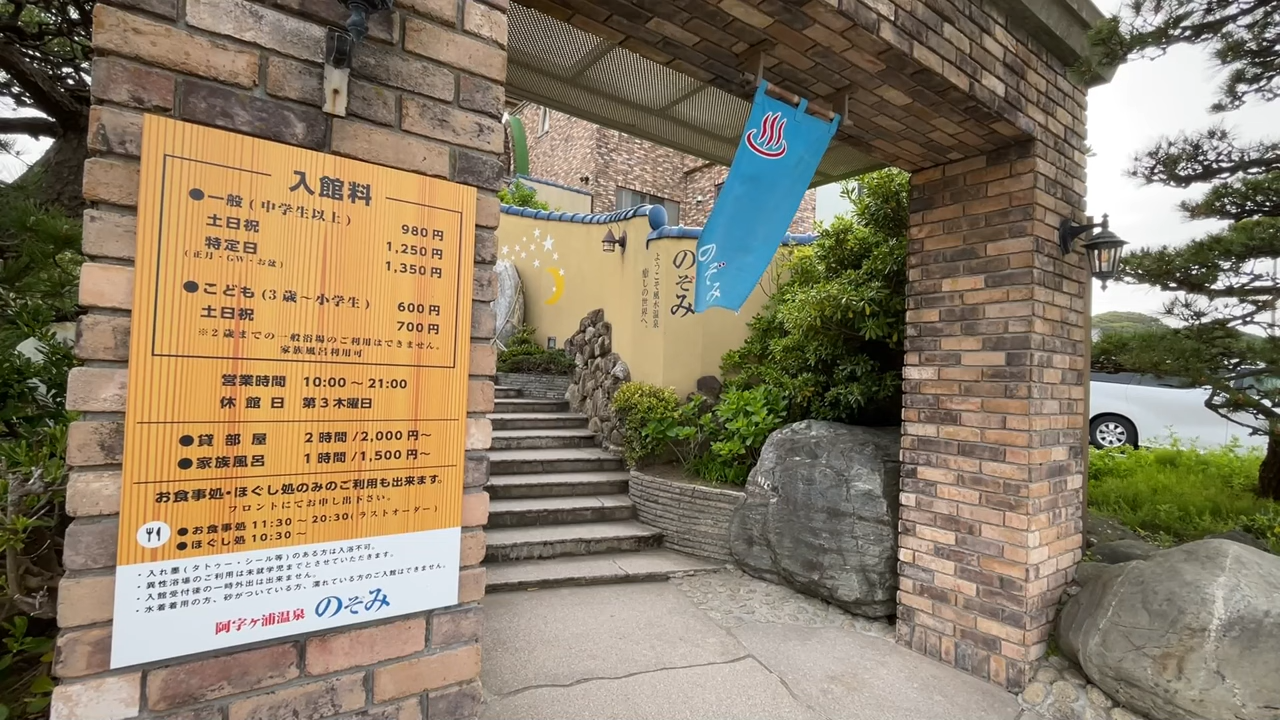 入館料
●一般(中学生以上) 980円
土日祝 1,250円
特定日 1,350円
(正月・GW・お盆)
●こども(3歳～小学生) 600円
土日祝 700円
※2歳までの一般浴場のご利用はできません。
家族風呂利用可
営業時間 10:00～21:00
休館日 第3木曜日
●貸部屋 2時間/2,000円～
●家族風呂 1時間/1,500円～
お食事処・ほぐし処のみのご利用も出来ます。
フロントにてお申し出下さい。
●お食事処 11:30～20:30(ラストオーダー)
●ほぐし処 10:30～
・入れ墨(タトゥー・シール等)のある方は入浴不可。
・異性浴場のご利用は未就学児までとさせていただきます。
・入館受付後の一時外出は出来ません。
・水着着用の方、砂がついている方、濡れている方のご入館はできません。
阿字ヶ浦温泉 のぞみ
のぞみ
ようこそ風水温泉
癒しの世界へ。
のぞみ